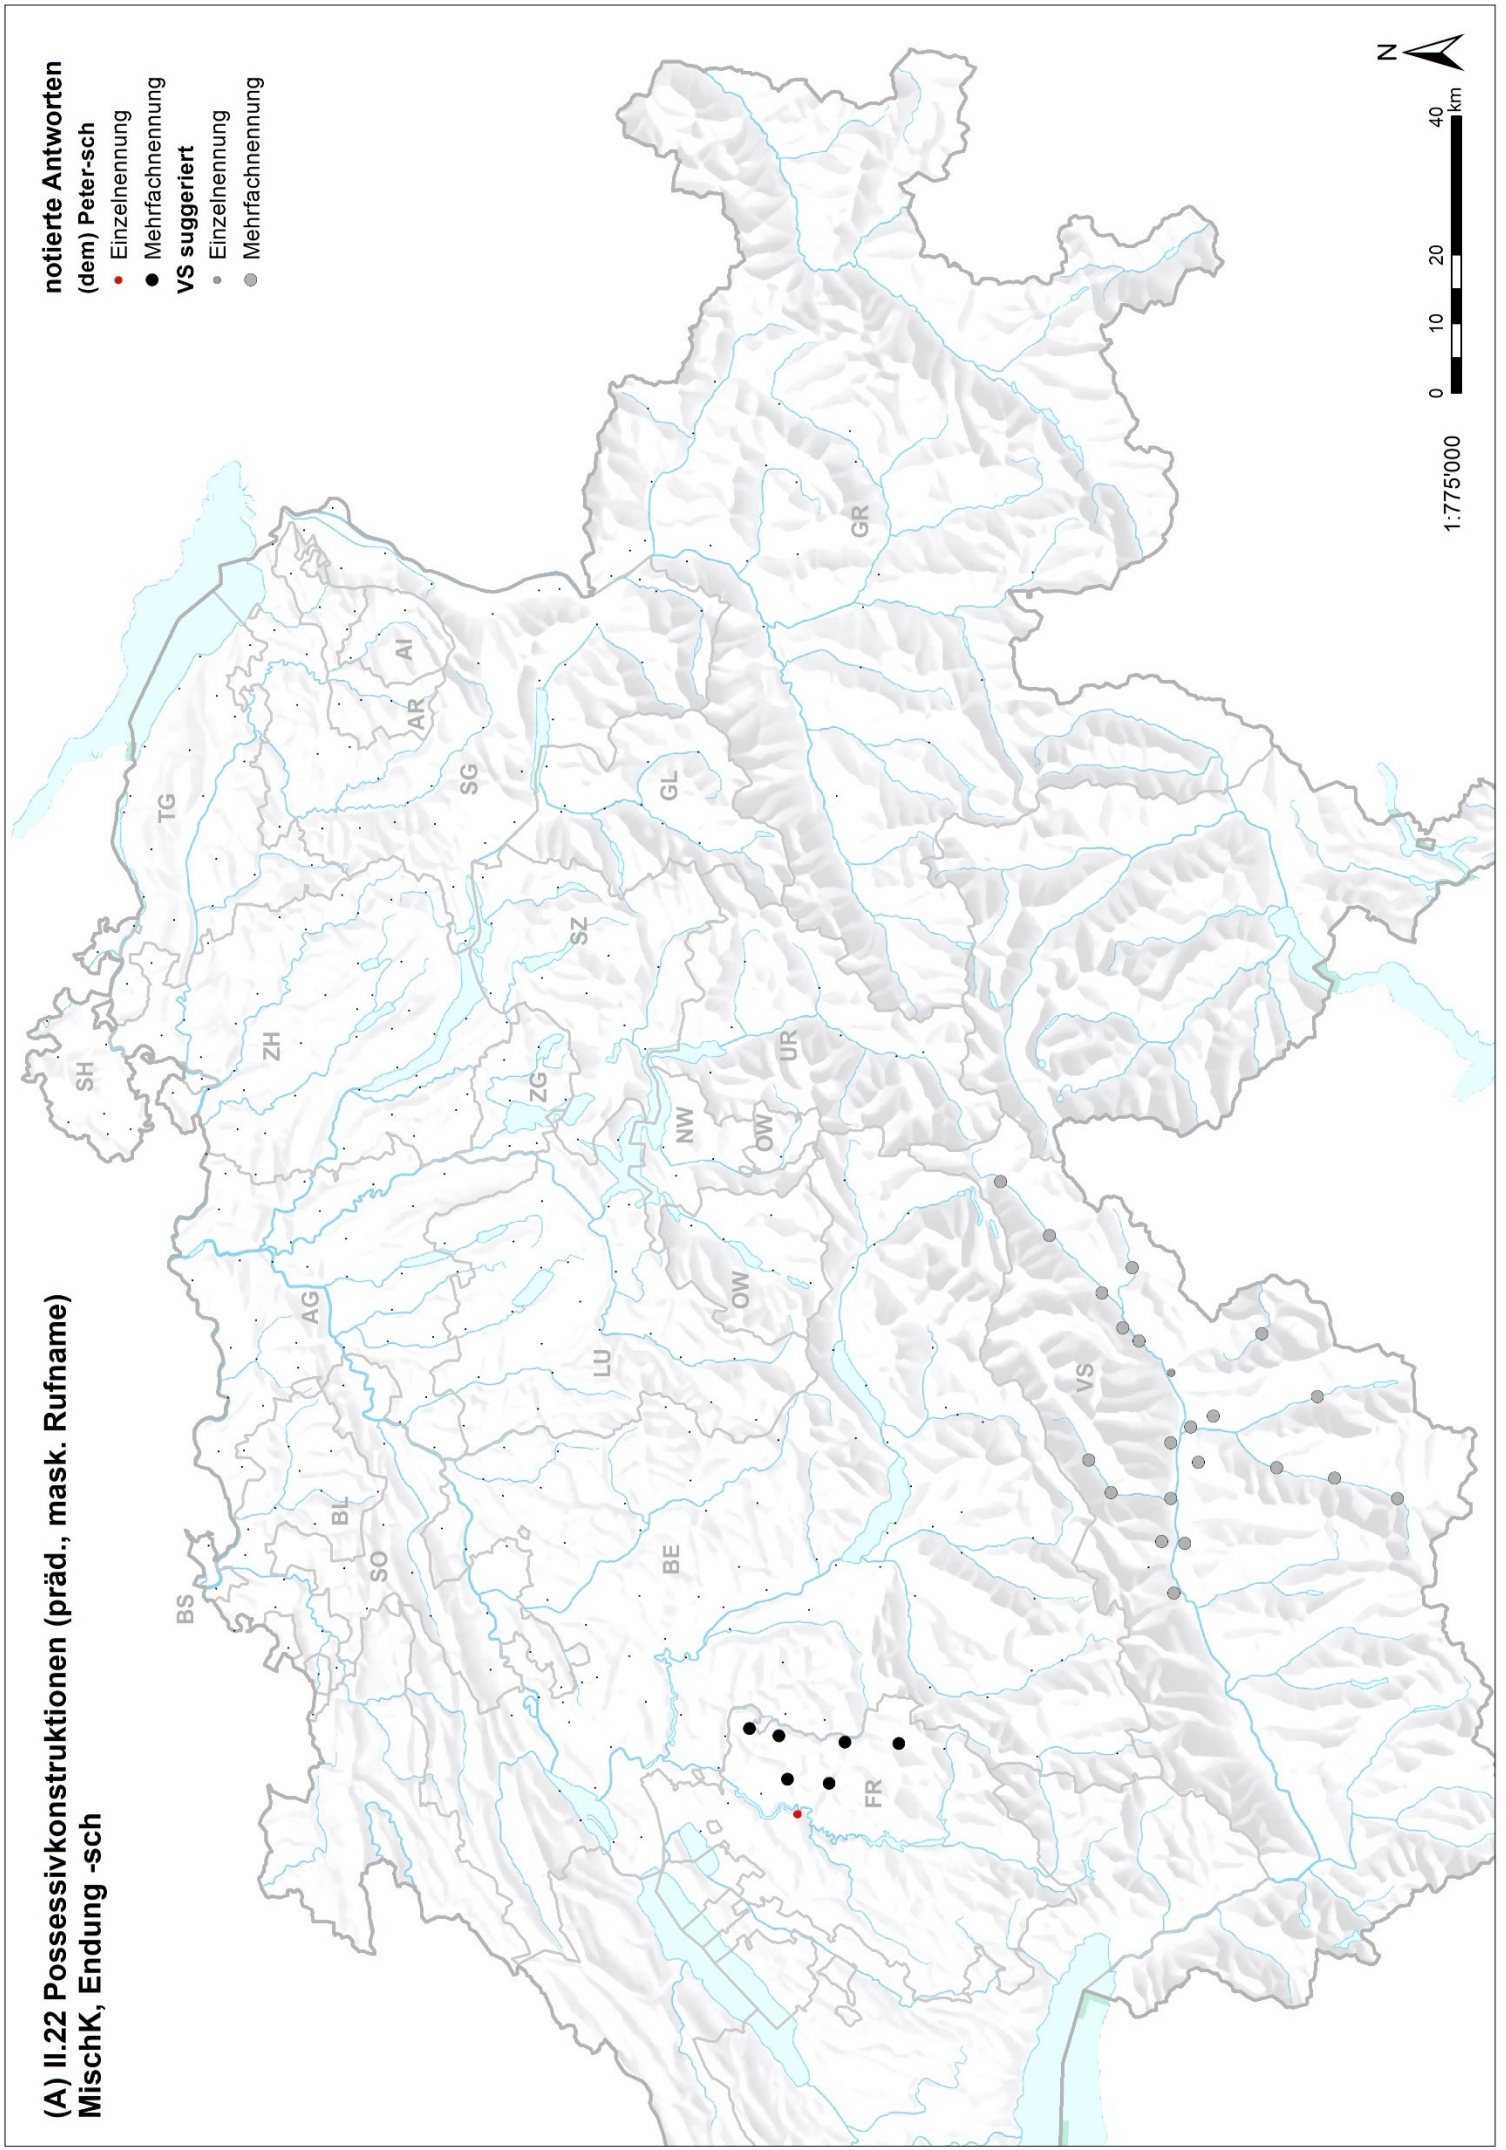 (A) II.22 Possessivkonstruktionen (präd., mask. Rufname)
MischK, Endung -sch
notierte Antworten
(dem) Peter-sch
Einzelnennung
Mehrfachnennung
VS suggeriert
Einzelnennung
Mehrfachnennung
SH
BS
TG
BL
AG
ZH
SO
AI
AR
SG
ZG
SZ
LU
GL
BE
NW
OW
OW
UR
GR
FR
VS
N
0 10 20 40 km
1:775'000